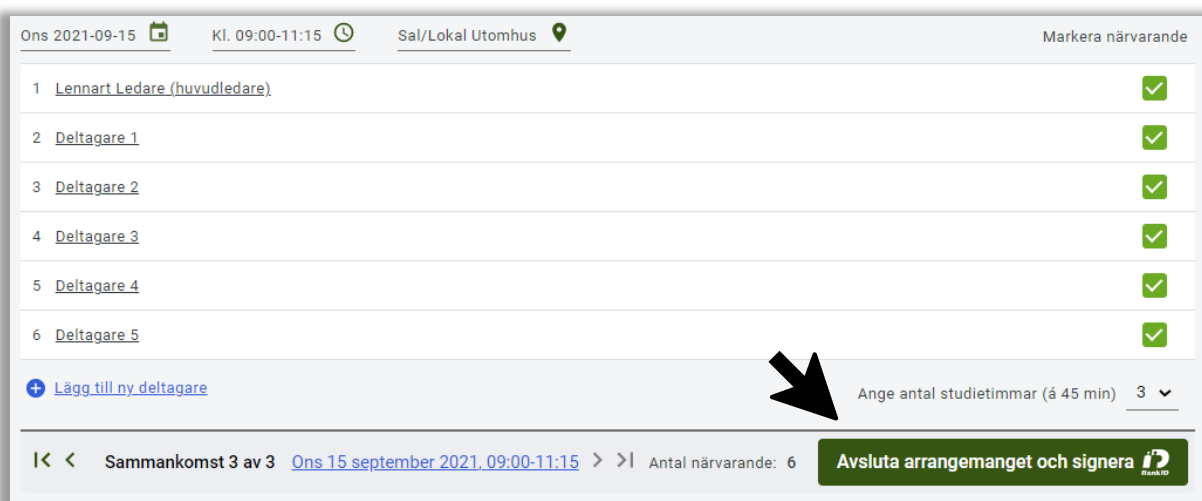 Ons 2021-09-15 Kl. 09:00-11:15 Sal/Lokal Utomhus Markera närvarande
1 Lennart Ledare (huvudledare)
2 Deltagare 1
3 Deltagare 2
4 Deltagare 3
5 Deltagare 4
6 Deltagare 5
Lägg till ny deltagare
Ange antal studietimmar (á 45 min) 3
Sammankomst 3 av 3 Ons 15 september 2021, 09:00-11:15 Antal närvarande: 6 Avsluta arrangemanget och signera BankID